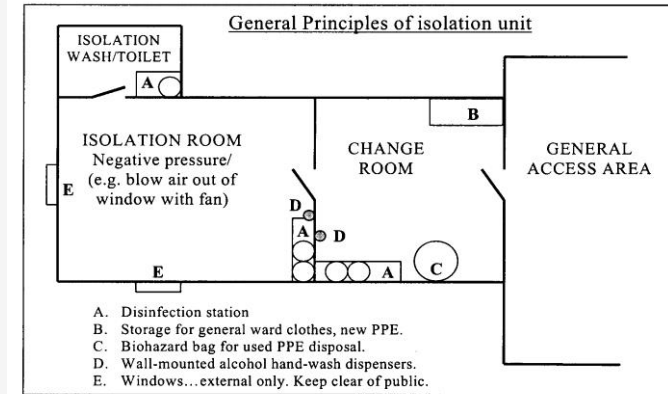 General Principles of isolation unit
ISOLATION
WASH/TOILET
A
B
ISOLATION ROOM
Negative pressure/
(e.g. blow air out of
window with fan)
CHANGE
ROOM
GENERAL
ACCESS AREA
E
D
A
D
E
A
C
A. Disinfection station
B. Storage for general ward clothes, new PPE.
C. Biohazard bag for used PPE disposal.
D. Wall-mounted alcohol hand-wash dispensers.
E. Windows...external only. Keep clear of public.